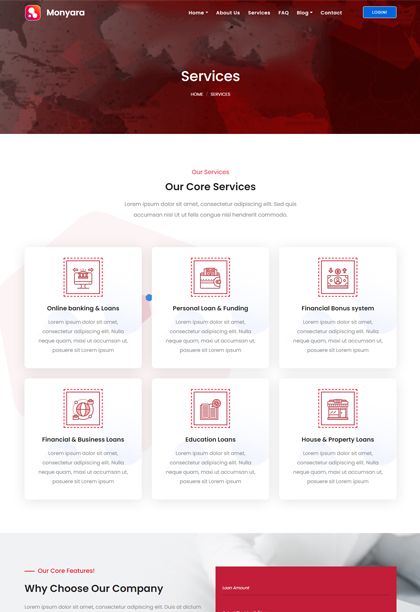 Monyara
Home About Us Services FAQ Blog Contact
LOGIN!
Services
HOME / SERVICES
Our Services
Our Core Services
Lorem ipsum dolor sit amet, consectetur adipiscing elit. Sed quis
accumsan nisi Ut ut felis congue nisl hendrerit commodo.
Online banking & Loans
Lorem ipsum dolor sit amet,
consectetur adipiscing elit. Nulla
neque quam, maxi ut accumsan ut,
posuere sit Lorem ipsum
Personal Loan & Funding
Lorem ipsum dolor sit amet,
consectetur adipiscing elit. Nulla
neque quam, maxi ut accumsan ut,
posuere sit Lorem ipsum
Financial Bonus system
Lorem ipsum dolor sit amet,
consectetur adipiscing elit. Nulla
neque quam, maxi ut accumsan ut,
posuere sit Lorem ipsum
Financial & Business Loans
Lorem ipsum dolor sit amet,
consectetur adipiscing elit. Nulla
neque quam, maxi ut accumsan ut,
posuere sit Lorem ipsum
Education Loans
Lorem ipsum dolor sit amet,
consectetur adipiscing elit. Nulla
neque quam, maxi ut accumsan ut,
posuere sit Lorem ipsum
House & Property Loans
Lorem ipsum dolor sit amet,
consectetur adipiscing elit. Nulla
neque quam, maxi ut accumsan ut,
posuere sit Lorem ipsum
Our Core Features!
Why Choose Our Company
Lorem ipsum dolor sit amet, consectetur adipiscing elit. Duis at dictum
Loan Amount